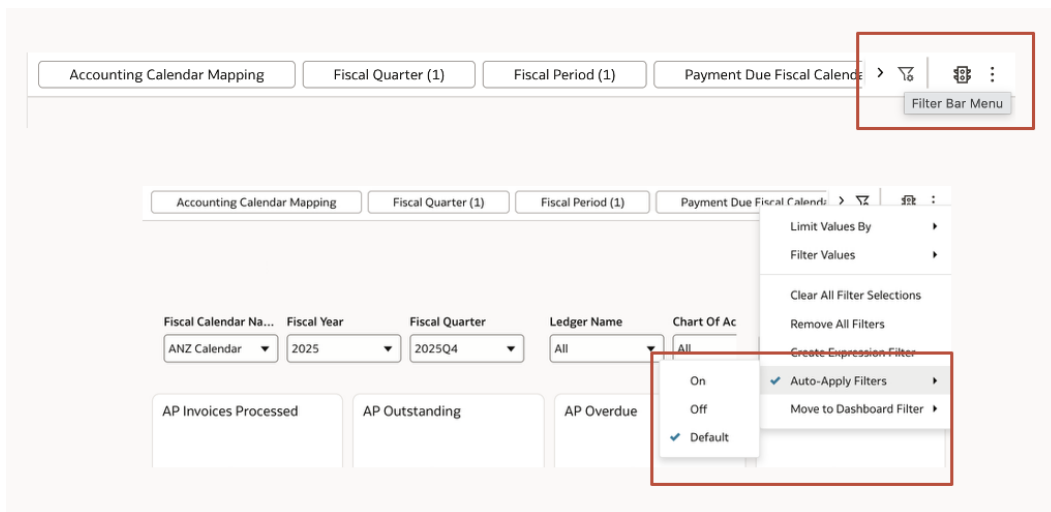 Accounting Calendar Mapping Fiscal Quarter (1) Fiscal Period (1) Payment Due Fiscal Calenda
Filter Bar Menu
Accounting Calendar Mapping Fiscal Quarter (1) Fiscal Period (1) Payment Due Fiscal Calenda
Limit Values By
Filter Values
Clear All Filter Selections
Remove All Filters
Create Expression Filter
Auto-Apply Filters
Move to Dashboard Filter
On
Off
Default
Fiscal Calendar Na... Fiscal Year Fiscal Quarter Ledger Name Chart Of Ac
ANZ Calendar 2025 2025Q4 All All
AP Invoices Processed AP Outstanding AP Overdue